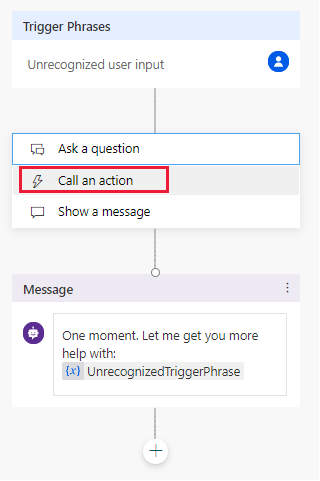 Trigger Phrases
Unrecognized user input
Ask a question
Call an action
Show a message
Message
One moment. Let me get you more
help with:
{x} UnrecognizedTriggerPhrase